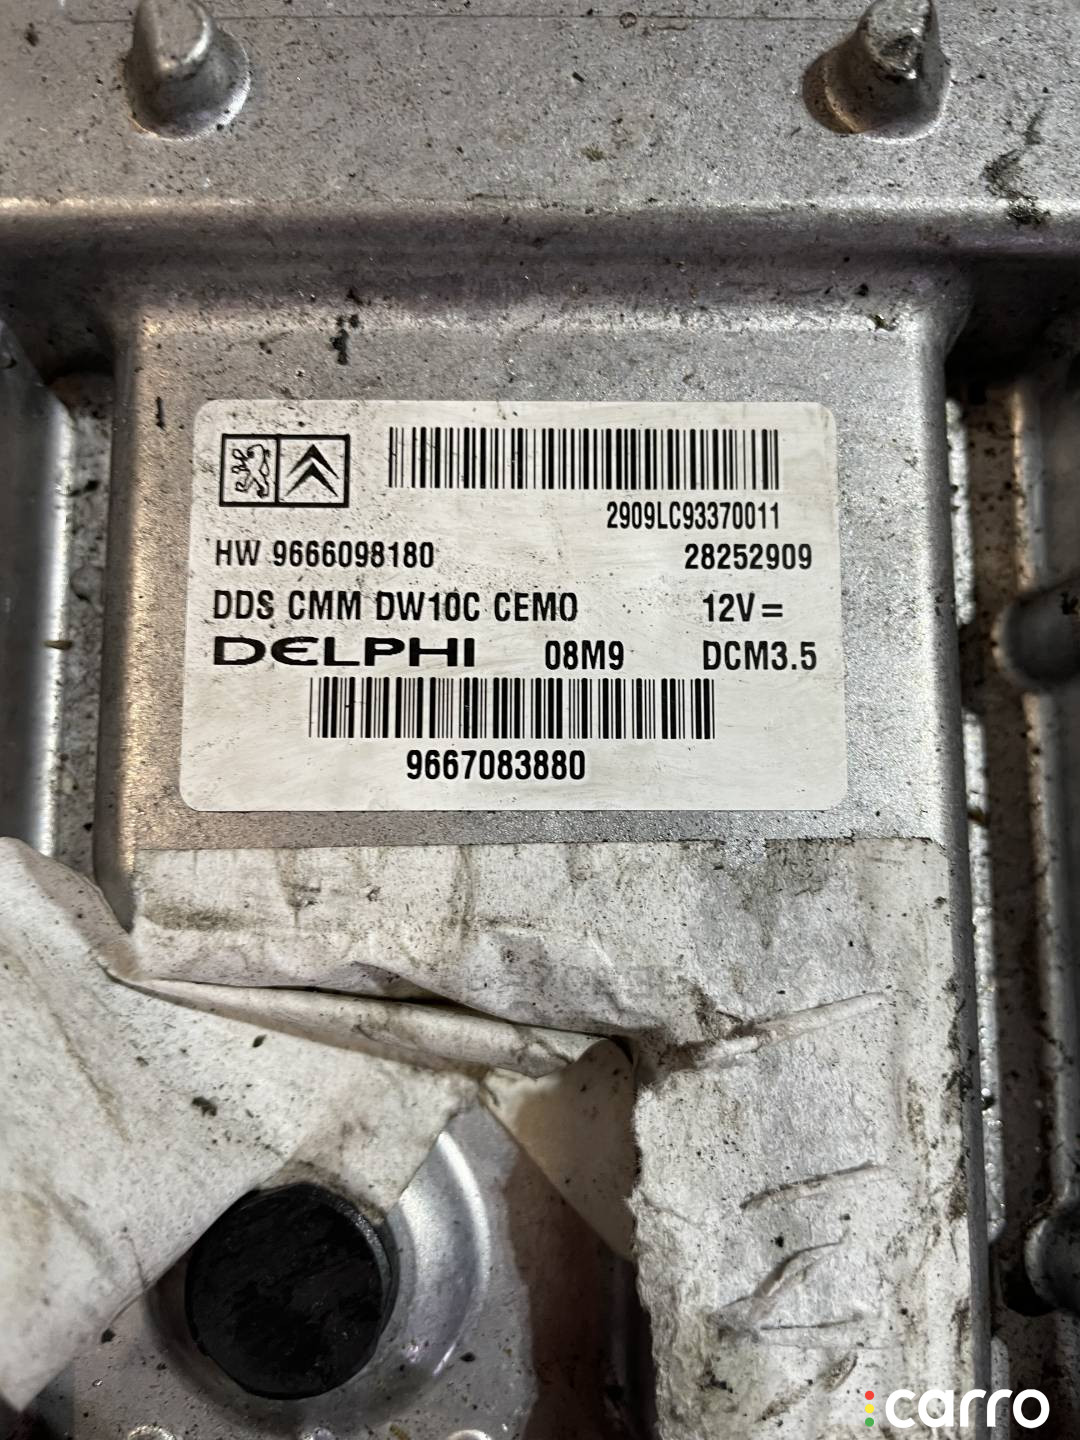 2909LC93370011
HW 9666098180 28252909
DDS CMM DW10C CEMO 12V=
DELPHI 08M9 DCM3.5
9667083880
carro